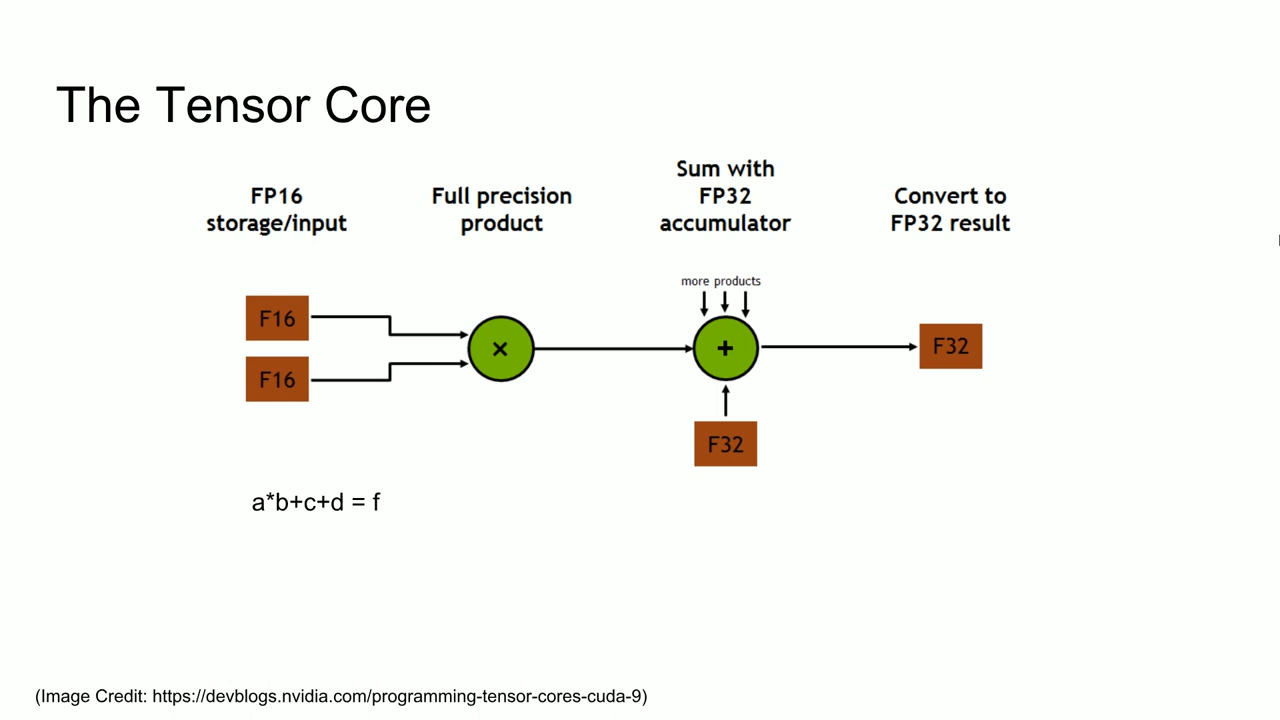 The Tensor Core
FP16
storage/input
Full precision
product
Sum with
FP32
accumulator
Convert to
FP32 result
more products
F16
F16
×
+
F32
F32
a*b+c+d = f
(Image Credit: https://devblogs.nvidia.com/programming-tensor-cores-cuda-9)